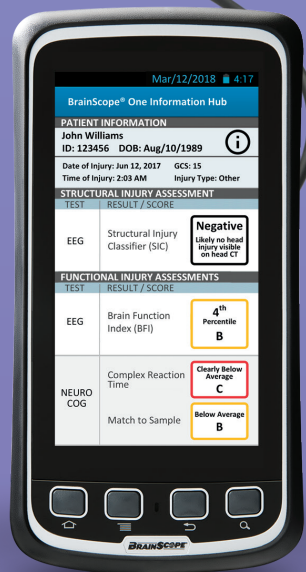 Mar/12/2018 4:17
BrainScope® One Information Hub
PATIENT INFORMATION
John Williams
ID: 123456 DOB: Aug/10/1989
i
Date of Injury: Jun 12, 2017 GCS: 15
Time of Injury: 2:03 AM Injury Type: Other
STRUCTURAL INJURY ASSESSMENT
TEST RESULT / SCORE
EEG
Structural Injury
Classifier (SIC)
Negative
Likely no head
injury visible
on head CT
FUNCTIONAL INJURY ASSESSMENTS
TEST RESULT / SCORE
EEG
Brain Function
Index (BFI)
4th
Percentile
B
NEURO
COG
Complex Reaction
Time
Clearly Below
Average
C
Match to Sample
Below Average
B
BRAINSCOPE